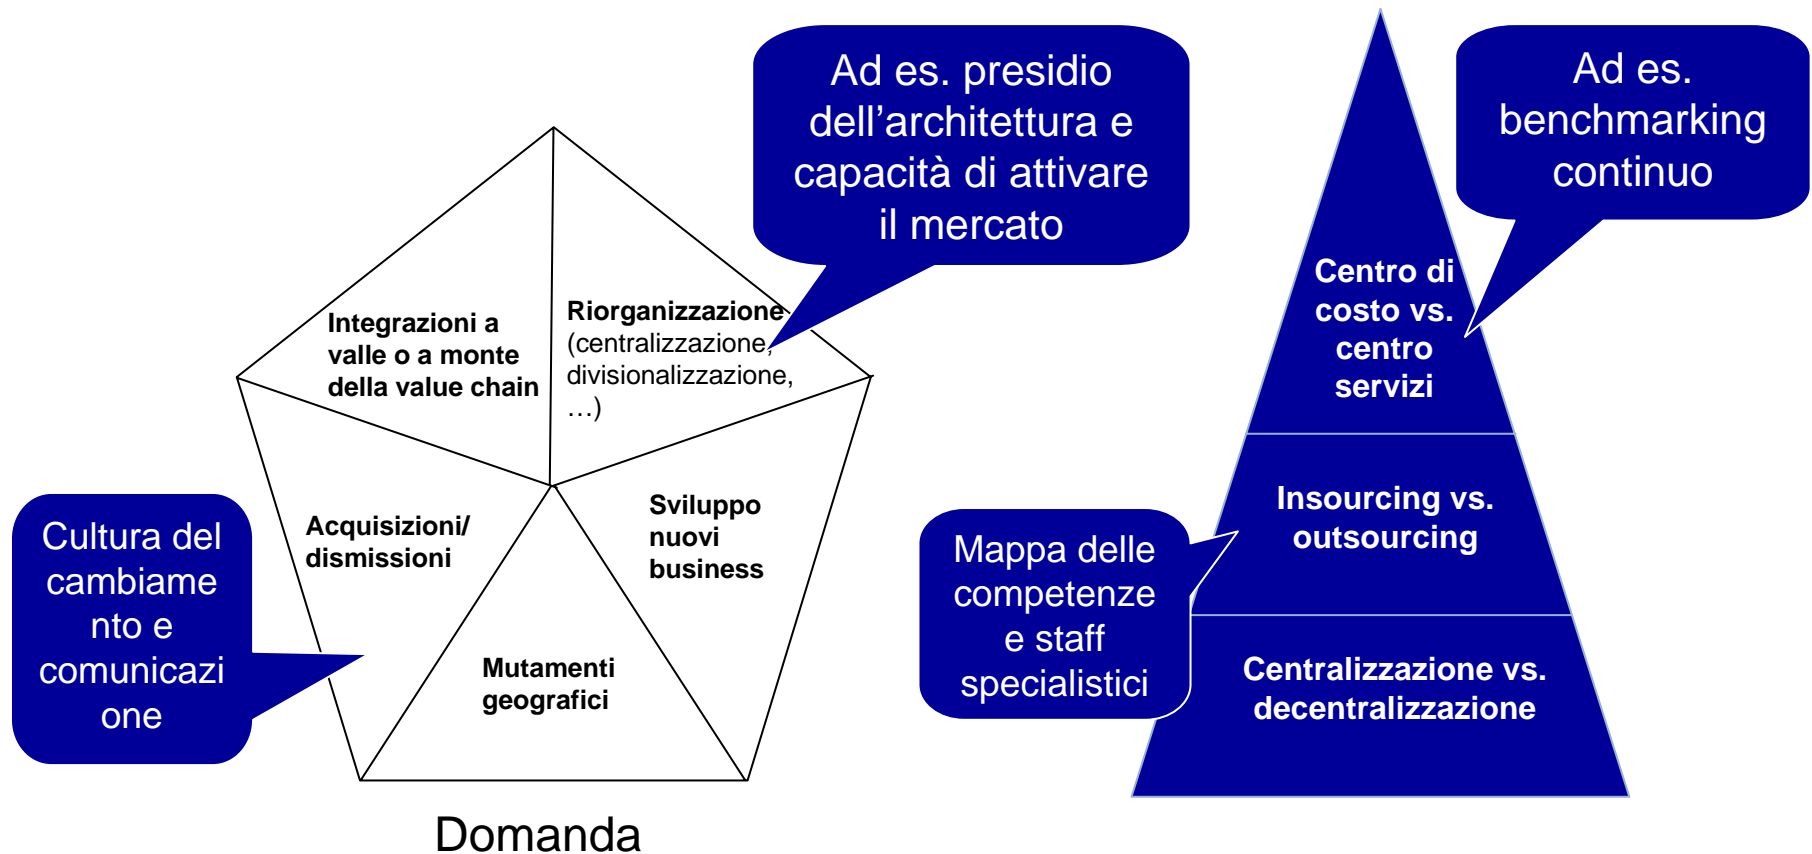 Ad es. presidio
dell’architettura e
capacità di attivare
il mercato
Ad es.
benchmarking
continuo
Integrazioni a
valle o a monte
della value chain
Riorganizzazione
(centralizzazione,
divisionalizzazione,
…)
Centro di
costo vs.
centro
servizi
Cultura del
cambiame
nto e
comunicazi
one
Acquisizioni/
dismissioni
Sviluppo
nuovi
business
Mutamenti
geografici
Mappa delle
competenze
e staff
specialistici
Insourcing vs.
outsourcing
Centralizzazione vs.
decentralizzazione
Domanda